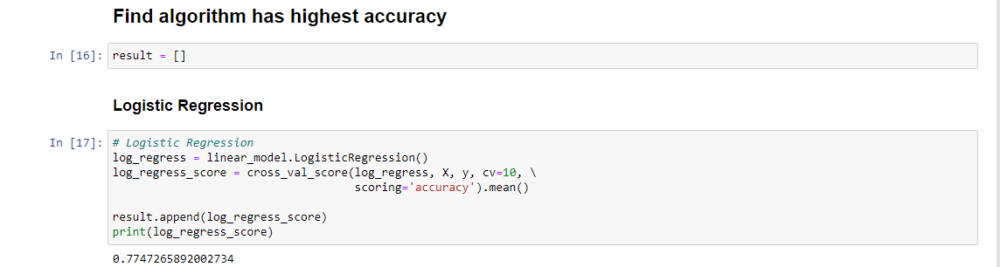 Find algorithm has highest accuracy
In [16]: result = []
Logistic Regression
In [17]: # Logistic Regression
log_regress = linear_model.LogisticRegression()
log_regress_score = cross_val_score(log_regress, X, y, cv=10, \
scoring='accuracy').mean()
result.append(log_regress_score)
print(log_regress_score)
0.7747265892002734